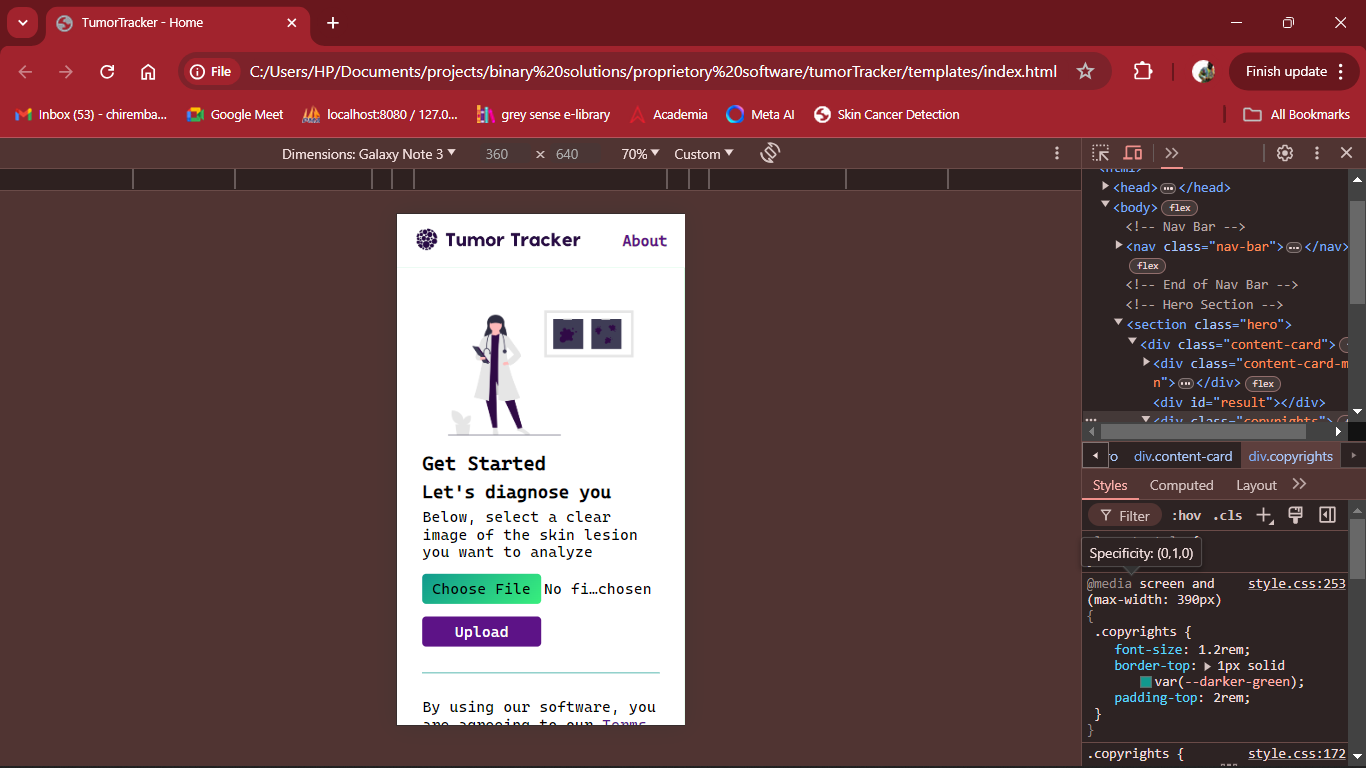 TumorTracker - Home
File C:/Users/HP/Documents/projects/binary%20solutions/proprietory%20software/tumorTracker/templates/index.html Finish update
Inbox (53) - chiremba... Google Meet localhost:8080 / 127.0... grey sense e-library Academia Meta AI Skin Cancer Detection All Bookmarks
Dimensions: Galaxy Note 3 360 × 640 70% Custom
Tumor Tracker About
Get Started
Let's diagnose you
Below, select a clear
image of the skin lesion
you want to analyze
Choose File No fi…chosen
Upload
By using our software, you
are agreeing to our Terms
<html>
<head> </head>
<body> flex
<!-- Nav Bar -->
<nav class="nav-bar"> </nav>
flex
<!-- End of Nav Bar -->
<!-- Hero Section -->
<section class="hero">
<div class="content-card">
<div class="content-card-m
n"> </div> flex
<div id="result"></div>
<div class="copyrights">
ro div.content-card div.copyrights
Styles Computed Layout
Filter :hov .cls
Specificity: (0,1,0)
@media screen and style.css:253
(max-width: 390px)
{
.copyrights {
font-size: 1.2rem;
border-top: 1px solid
var(--darker-green);
padding-top: 2rem;
}
}
.copyrights { style.css:172